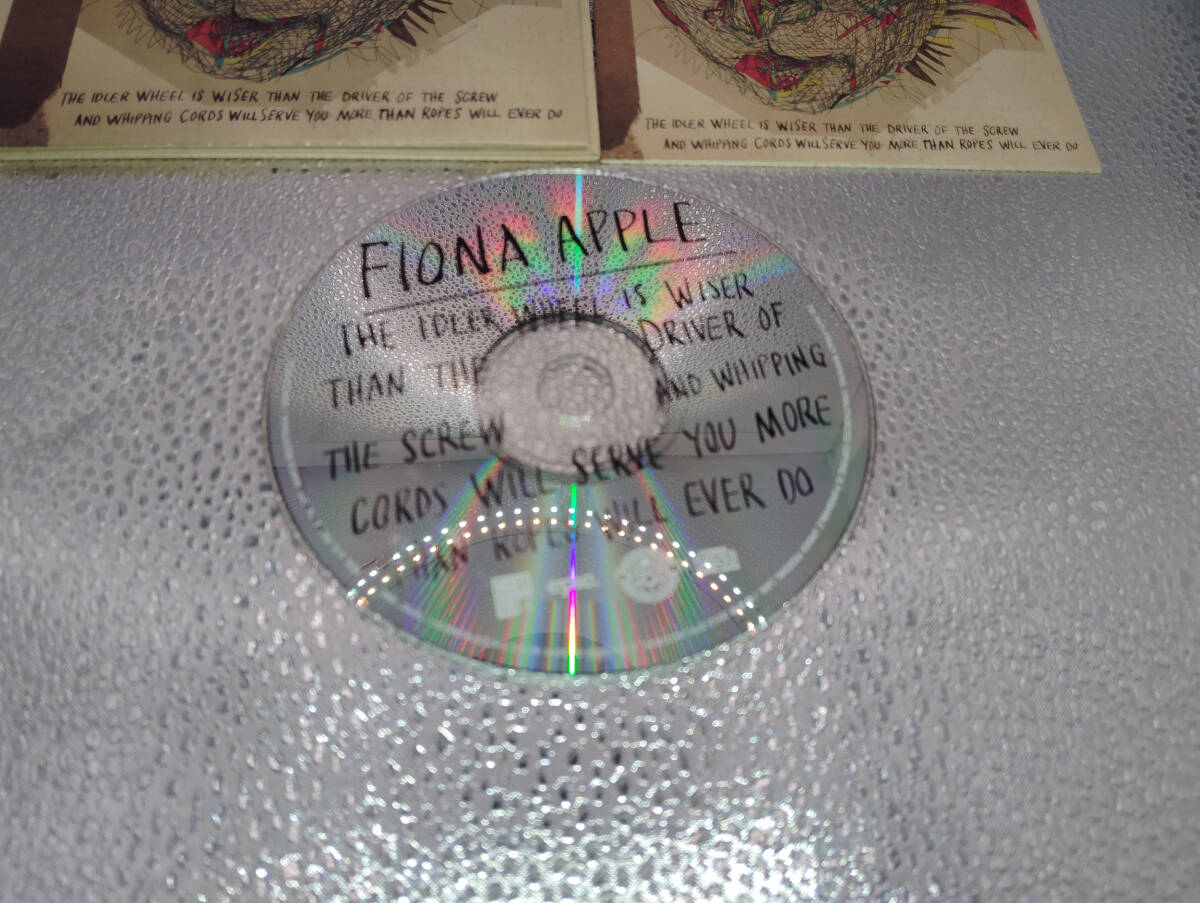 THE IDLER WHEEL IS WISER THAN THE DRIVER OF THE SCREW
AND WHIPPING CORDS WILL SERVE YOU MORE THAN ROPES WILL EVER DO
THE IDLER WHEEL IS WISER THAN THE DRIVER OF THE SCREW
AND WHIPPING CORDS WILL SERVE YOU MORE THAN ROPES WILL EVER DO
FIONA APPLE
THE IDLER WHEEL IS WISER
THAN THE DRIVER OF
THE SCREW AND WHIPPING
CORDS WILL SERVE YOU MORE
THAN ROPES WILL EVER DO